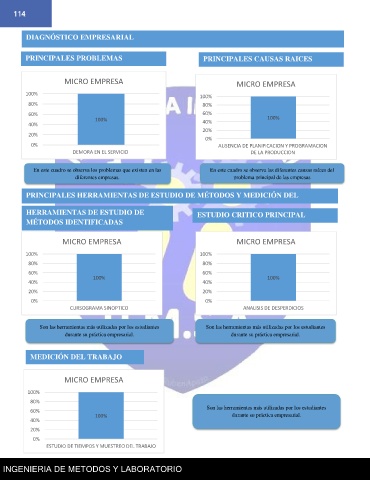 114
DIAGNÓSTICO EMPRESARIAL
PRINCIPALES PROBLEMAS
PRINCIPALES CAUSAS RAICES
MICRO EMPRESA
100%
80%
60%
40%
20%
0%
100%
DEMORA EN EL SERVICIO
MICRO EMPRESA
100%
80%
60%
40%
20%
0%
100%
AUSENCIA DE PLANIFICACION Y PROGRAMACION
DE LA PRODUCCION
En este cuadro se observa los problemas que existen en las
diferentes empresas.
En este cuadro se observa las diferentes causas raíces del
problema principal de las empresas.
PRINCIPALES HERRAMIENTAS DE ESTUDIO DE MÉTODOS Y MEDICIÓN DEL
HERRAMIENTAS DE ESTUDIO DE
MÉTODOS IDENTIFICADAS
ESTUDIO CRITICO PRINCIPAL
MICRO EMPRESA
100%
80%
60%
40%
20%
0%
100%
CURSOGRAMA SINOPTICO
MICRO EMPRESA
100%
80%
60%
40%
20%
0%
100%
ANALISIS DE DESPERDICIOS
Son las herramientas más utilizadas por los estudiantes
durante su práctica empresarial.
Son las herramientas más utilizadas por los estudiantes
durante su práctica empresarial.
MEDICIÓN DEL TRABAJO
MICRO EMPRESA
100%
80%
60%
40%
20%
0%
100%
ESTUDIO DE TIEMPOS Y MUESTREO DEL TRABAJO
Son las herramientas más utilizadas por los estudiantes
durante su práctica empresarial.
INGENIERIA DE METODOS Y LABORATORIO